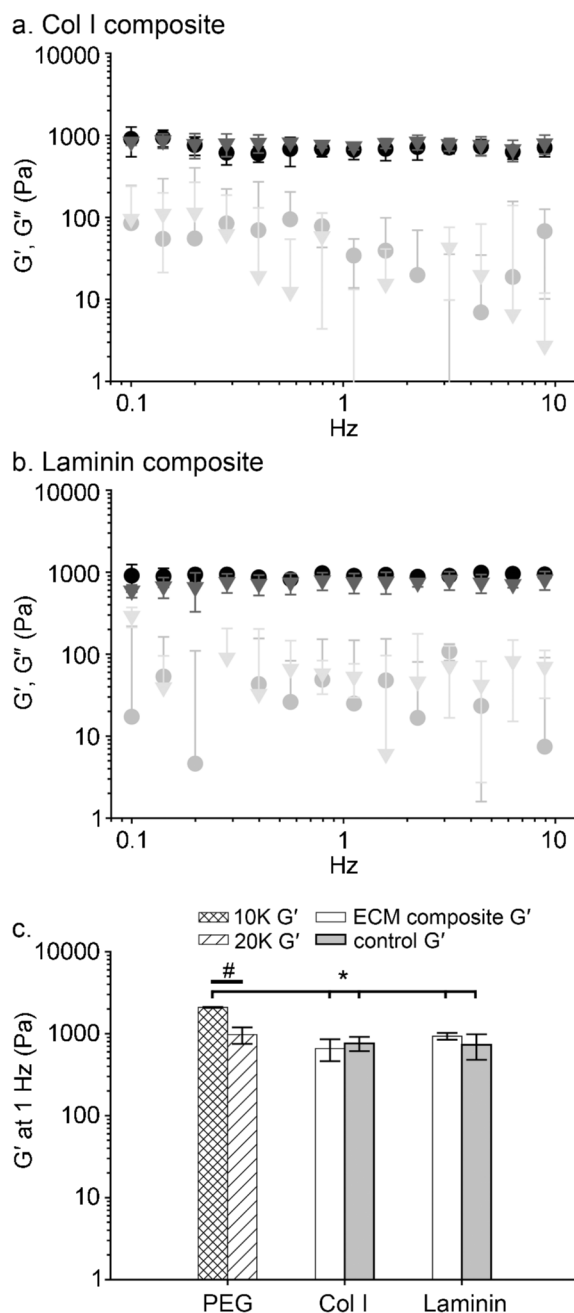 a. Col I composite
10000
1000
100
10
1
G′, G″ (Pa)
0.1 1 10
Hz
b. Laminin composite
10000
1000
100
10
1
G′, G″ (Pa)
0.1 1 10
Hz
c.
10K G′ ECM composite G′
20K G′ control G′
# *
10000
1000
100
10
1
G′ at 1 Hz (Pa)
PEG Col I Laminin